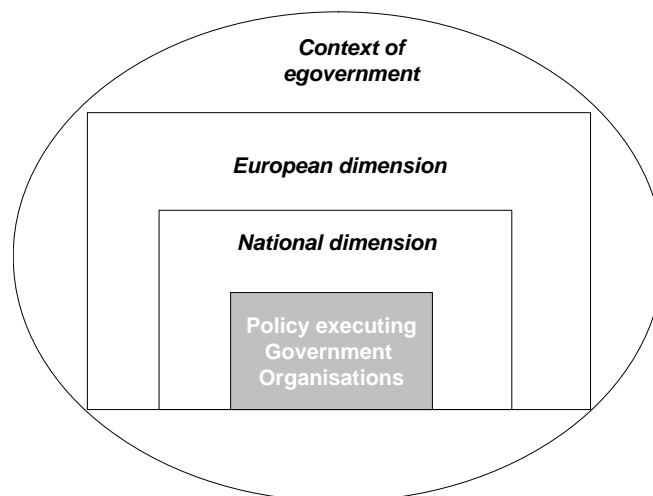 Context of
egovernment
European dimension
National dimension
Policy executing
Government
Organisations